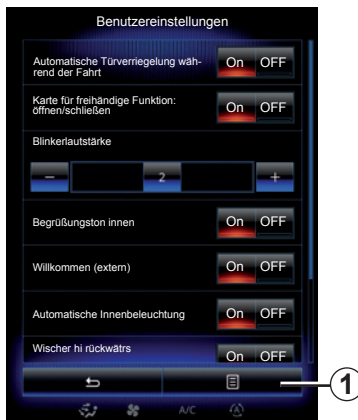 Benutzereinstellungen
Automatische Türverriegelung wäh-
rend der Fahrt
On OFF
Karte für freihändige Funktion:
öffnen/schließen
On OFF
Blinkerlautstärke
− 2 +
Begrüßungston innen
On OFF
Willkommen (extern)
On OFF
Automatische Innenbeleuchtung
On OFF
Wischer hi rückwätrs
On OFF
1
A/C
(A)